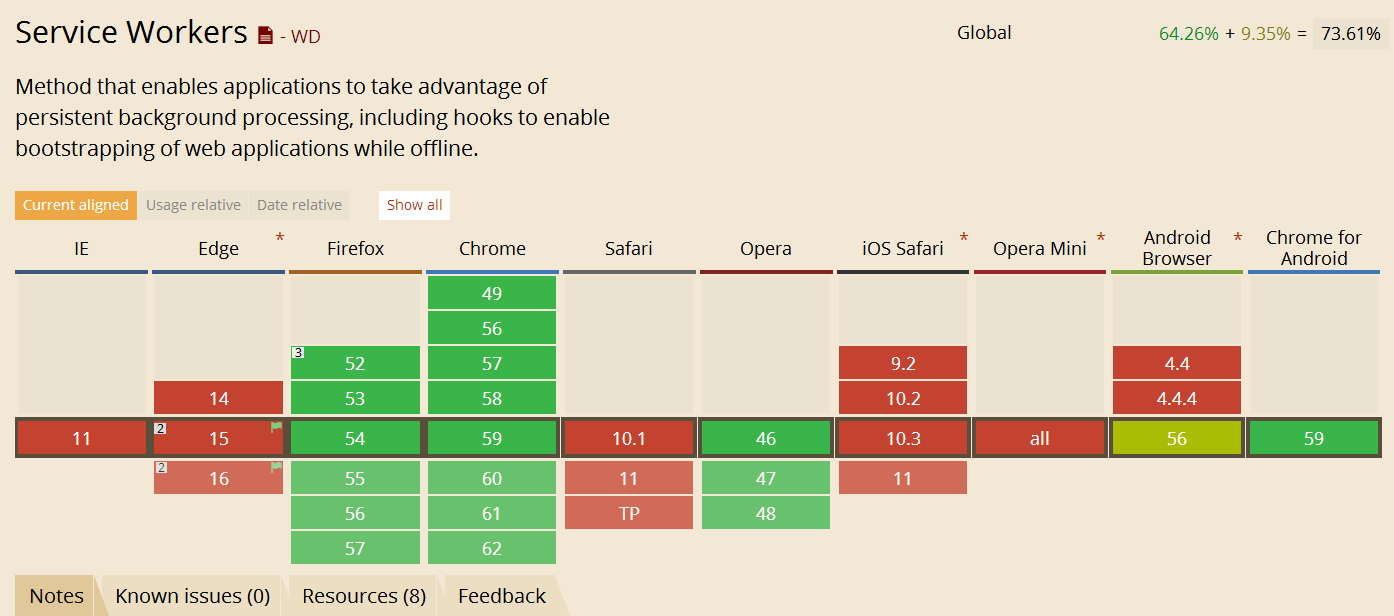 Service Workers - WD
Global 64.26% + 9.35% = 73.61%
Method that enables applications to take advantage of
persistent background processing, including hooks to enable
bootstrapping of web applications while offline.
Current aligned Usage relative Date relative Show all
IE Edge * Firefox Chrome Safari Opera iOS Safari * Opera Mini * Android Browser * Chrome for Android
49
56
3 52 57 9.2 4.4
14 53 58 10.2 4.4.4
11 2 15 54 59 10.1 46 10.3 all 56 59
2 16 55 60 11 47 11
56 61 TP 48
57 62
Notes Known issues (0) Resources (8) Feedback